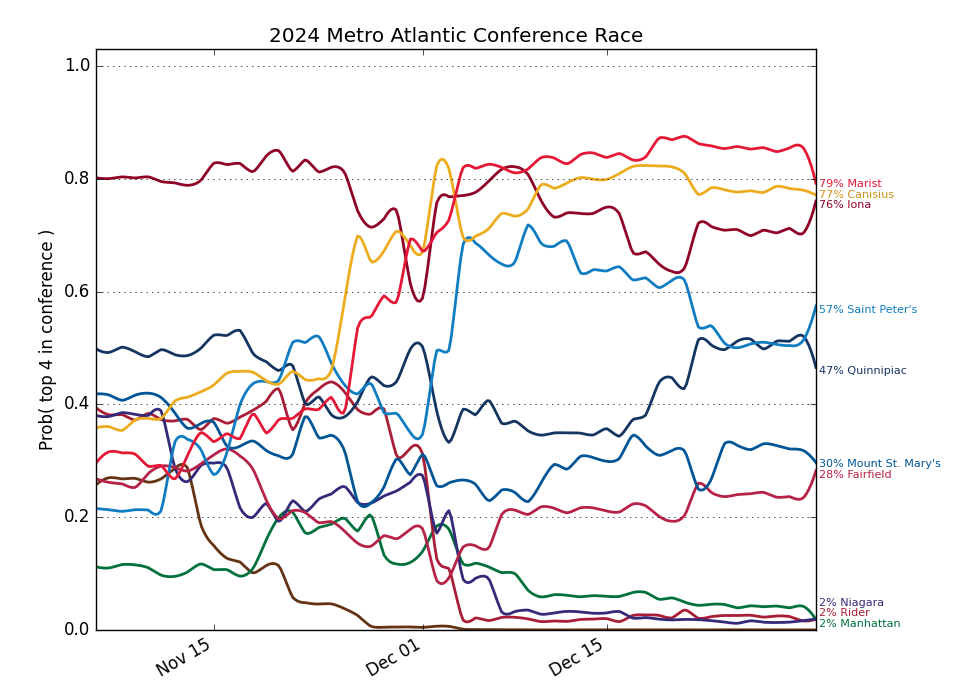 2024 Metro Atlantic Conference Race
Prob( top 4 in conference )
1.0
0.8
0.6
0.4
0.2
0.0
Nov 15
Dec 01
Dec 15
79% Marist
77% Canisius
76% Iona
57% Saint Peter's
47% Quinnipiac
30% Mount St. Mary's
28% Fairfield
2% Niagara
2% Rider
2% Manhattan